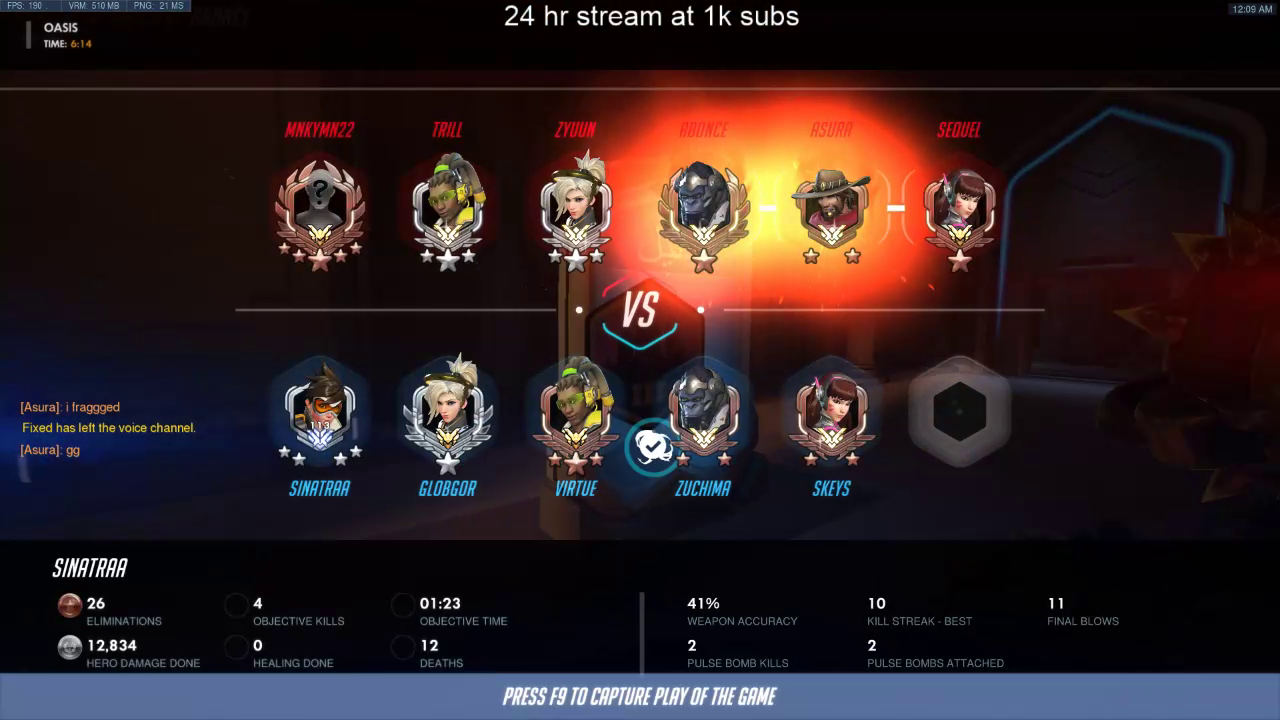 FPS: 190 VRM: 510 MB PNG: 21 MS
12:09 AM
24 hr stream at 1k subs
OASIS
TIME: 6:14
MNKYMN22 TRILL ZYUUN ABONCE ASURA SEQUEL
?
VS
113
[Asura]: i fraggged
Fixed has left the voice channel.
[Asura]: gg
SINATRAA GLOBGOR VIRTUE ZUCHIMA SKEYS
SINATRAA
26 4 01:23 41% 10 11
ELIMINATIONS OBJECTIVE KILLS OBJECTIVE TIME WEAPON ACCURACY KILL STREAK - BEST FINAL BLOWS
12,834 0 12 2 2
HERO DAMAGE DONE HEALING DONE DEATHS PULSE BOMB KILLS PULSE BOMBS ATTACHED
PRESS F9 TO CAPTURE PLAY OF THE GAME